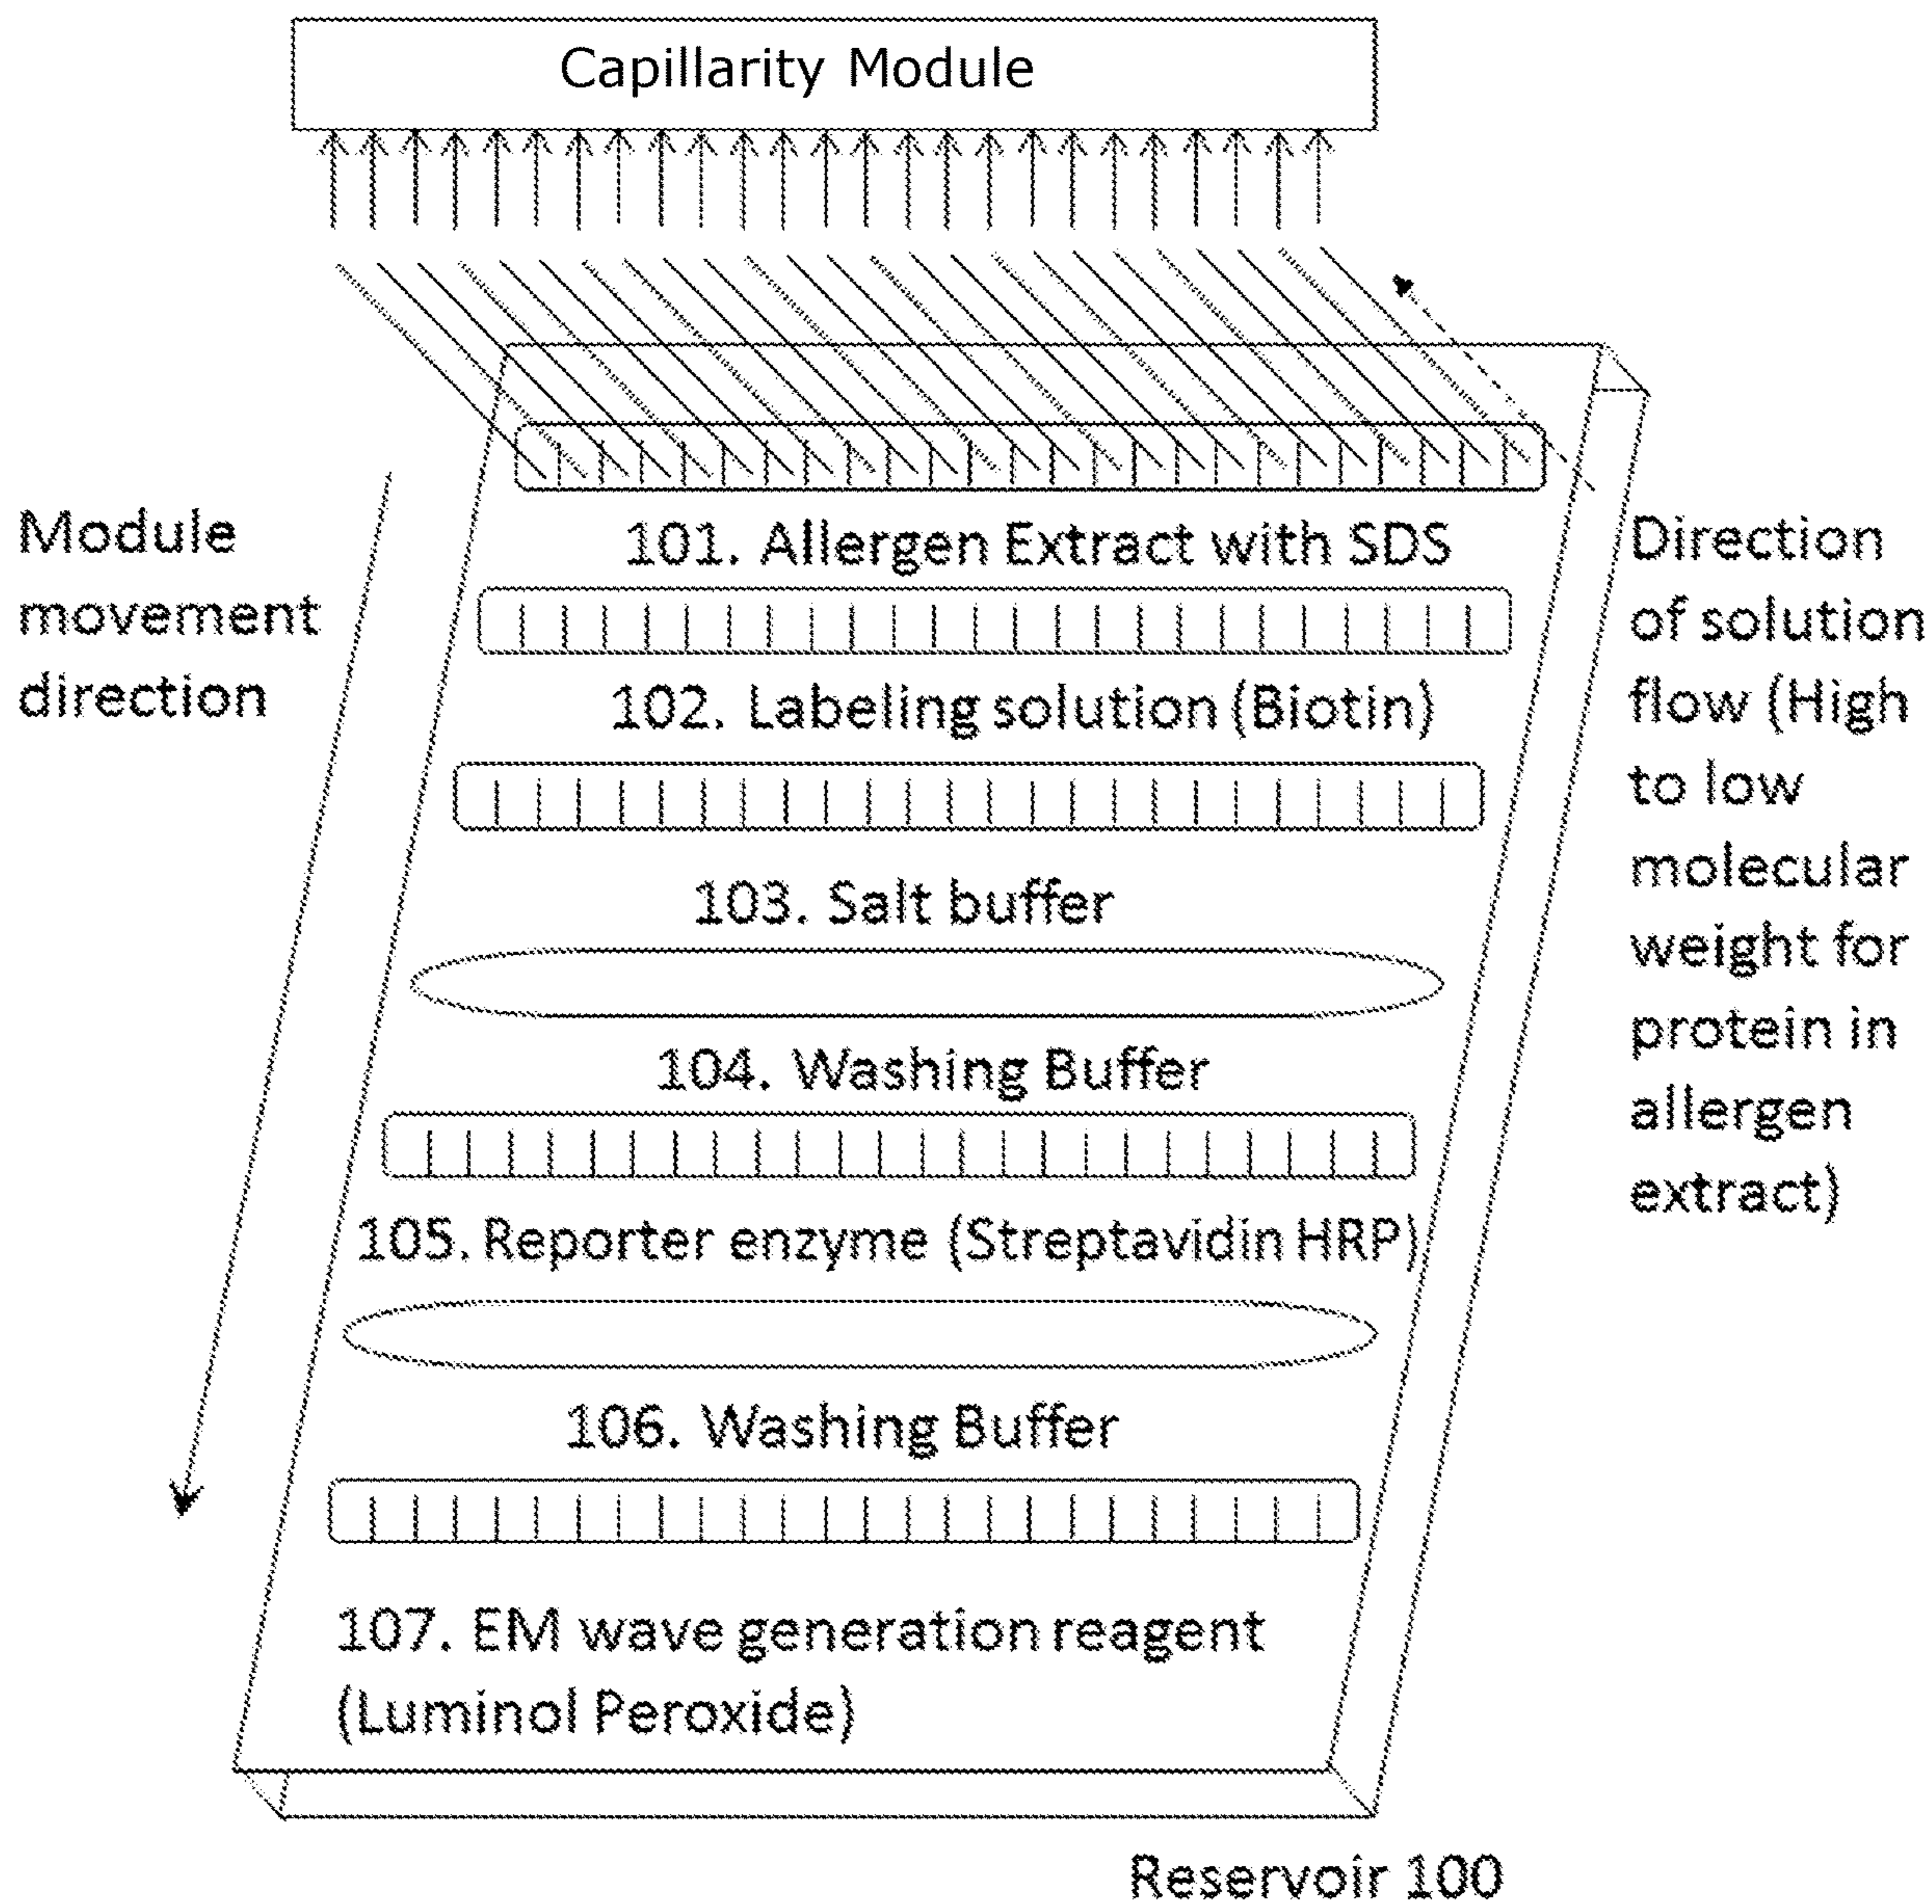 Capillarity Module
Module
movement
direction
101. Allergen Extract with SDS
102. Labeling solution (Biotin)
103. Salt buffer
104. Washing Buffer
105. Reporter enzyme (Streptavidin HRP)
106. Washing Buffer
107. EM wave generation reagent
(Luminol Peroxide)
Direction
of solution
flow (High
to low
molecular
weight for
protein in
allergen
extract)
Reservoir 100